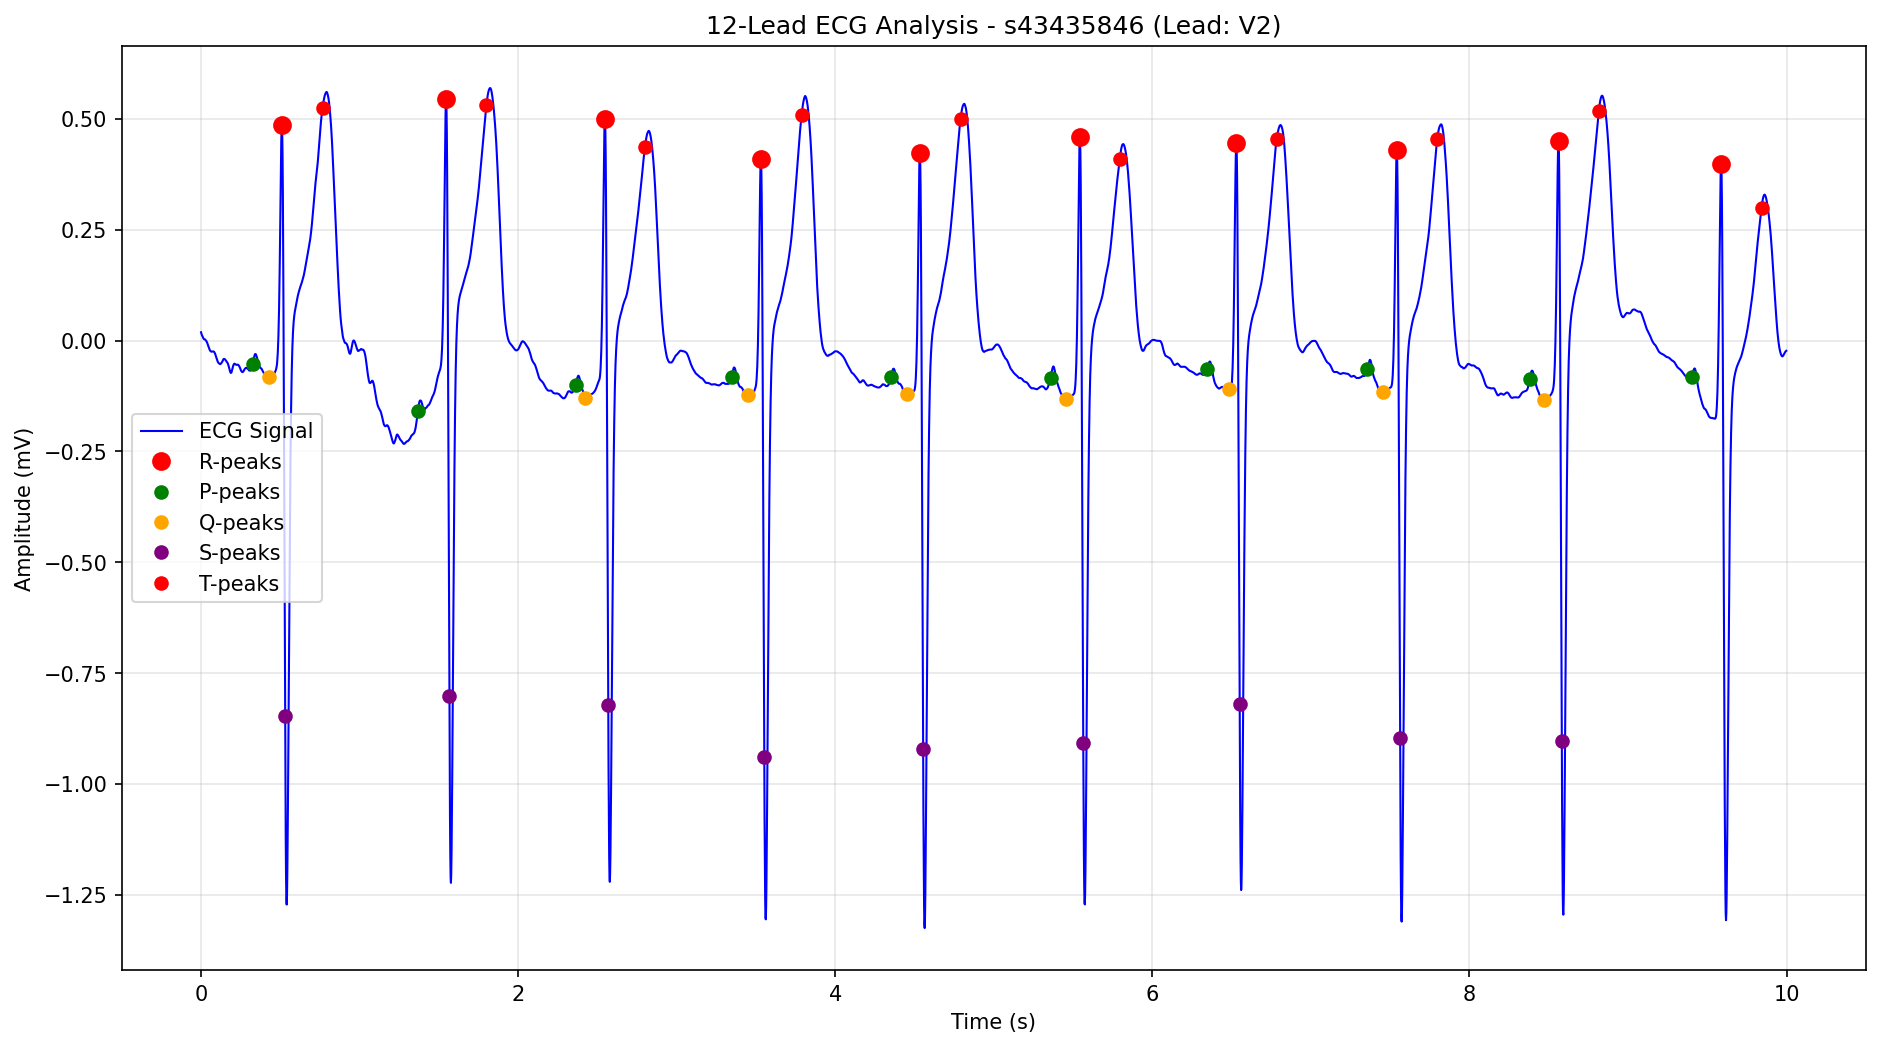 12-Lead ECG Analysis - s43435846 (Lead: V2)
Amplitude (mV)
0.50
0.25
0.00
−0.25
−0.50
−0.75
−1.00
−1.25
ECG Signal
R-peaks
P-peaks
Q-peaks
S-peaks
T-peaks
0 2 4 6 8 10
Time (s)